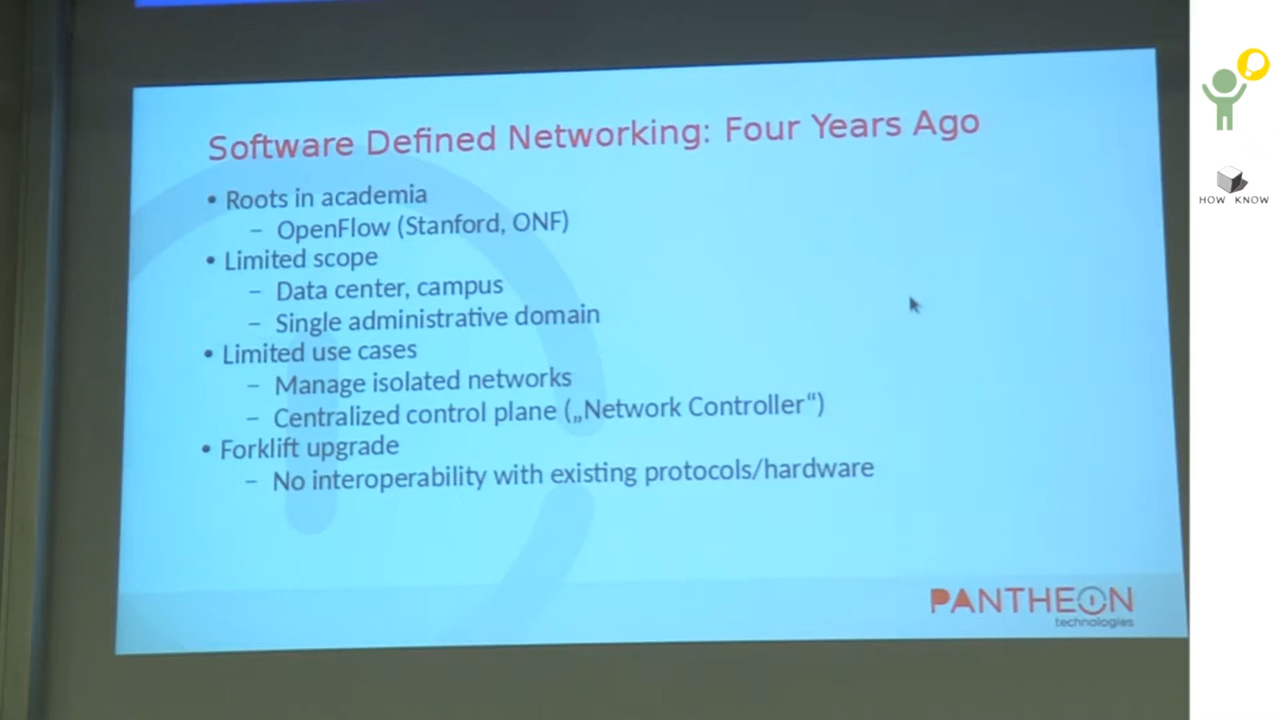 Software Defined Networking: Four Years Ago
• Roots in academia
– OpenFlow (Stanford, ONF)
• Limited scope
– Data center, campus
– Single administrative domain
• Limited use cases
– Manage isolated networks
– Centralized control plane („Network Controller“)
• Forklift upgrade
– No interoperability with existing protocols/hardware
PANTHEON
technologies
HOW KNOW